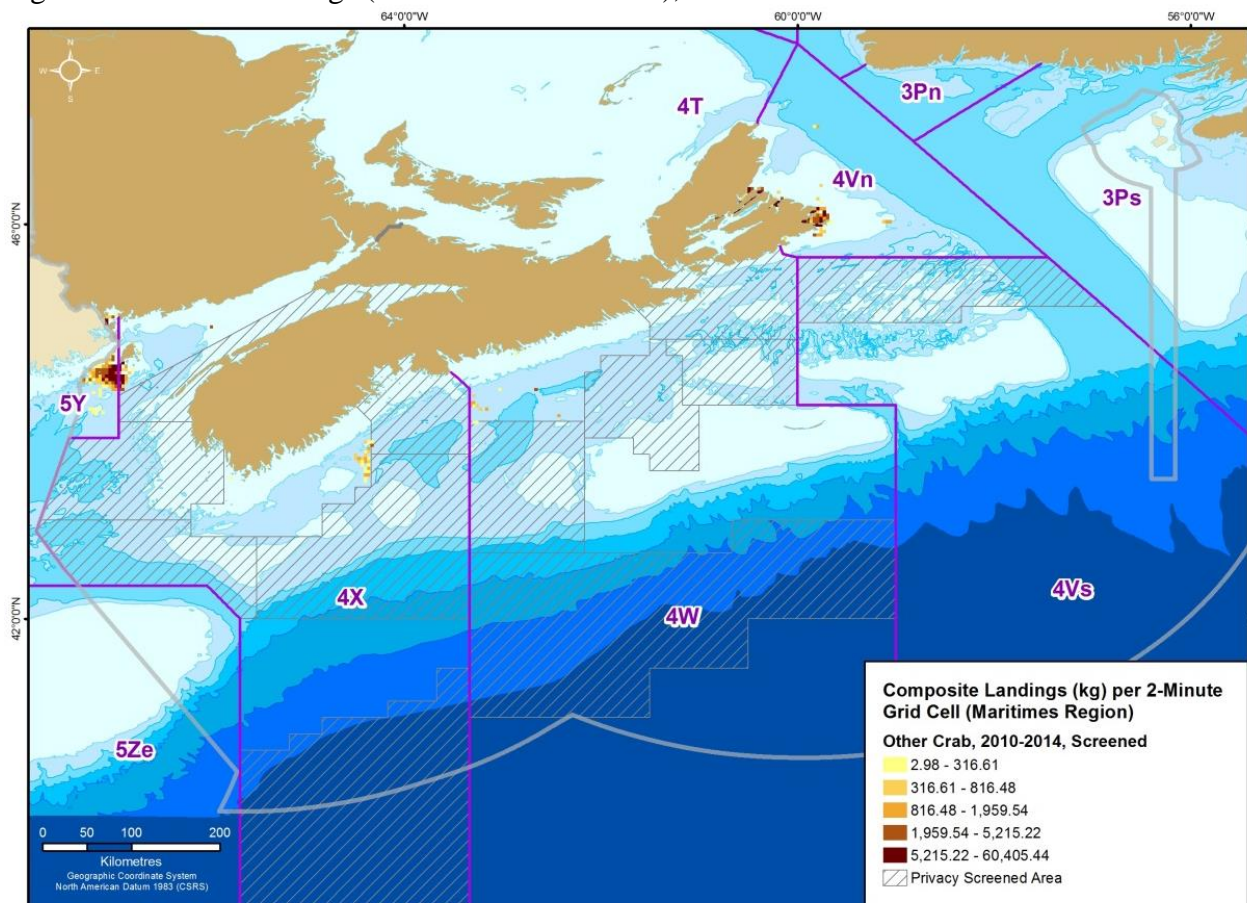 64°0'0"W
60°0'0"W
56°0'0"W
N
W E
S
3Pn
4T
4Vn
3Ps
46°0'0"N
5Y
42°0'0"N
4X
4W
4Vs
5Ze
0 50 100 200
Kilometres
Geographic Coordinate System
North American Datum 1983 (CSRS)
Composite Landings (kg) per 2-Minute
Grid Cell (Maritimes Region)
Other Crab, 2010-2014, Screened
2.98 - 316.61
316.61 - 816.48
816.48 - 1,959.54
1,959.54 - 5,215.22
5,215.22 - 60,405.44
Privacy Screened Area